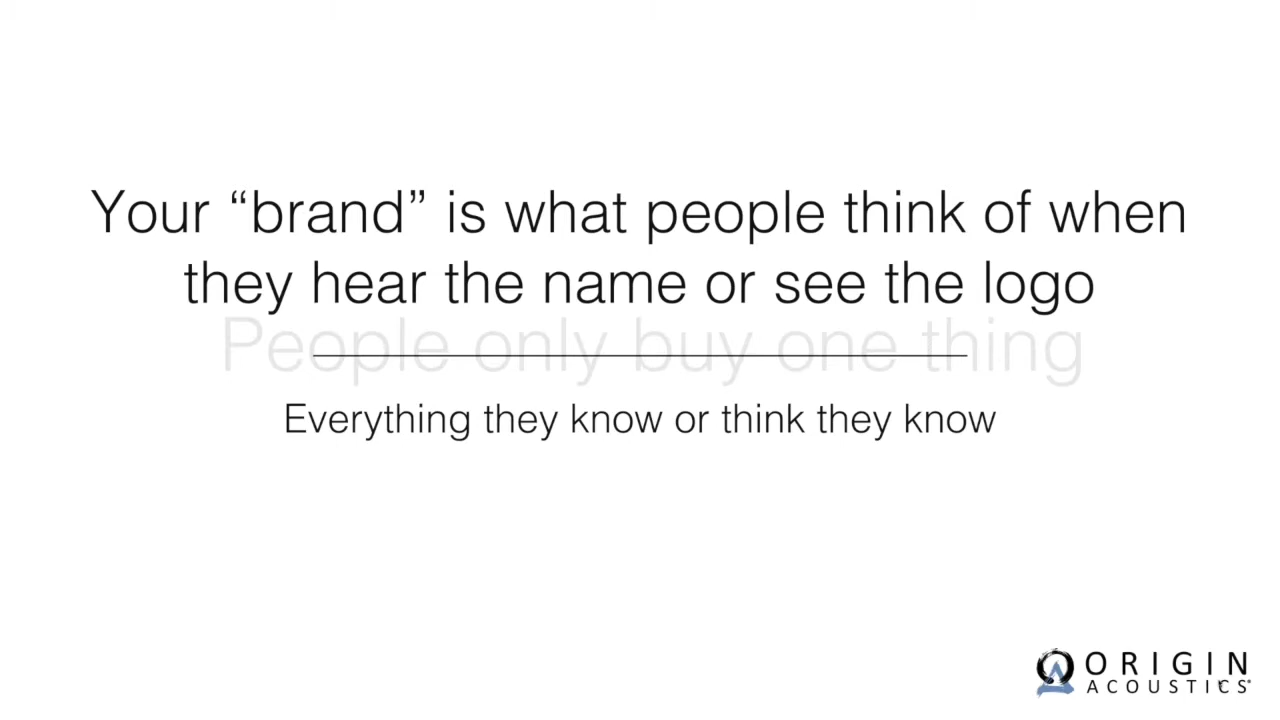 Your “brand” is what people think of when
they hear the name or see the logo
People only buy one thing
Everything they know or think they know
ORIGIN
ACOUSTICS®